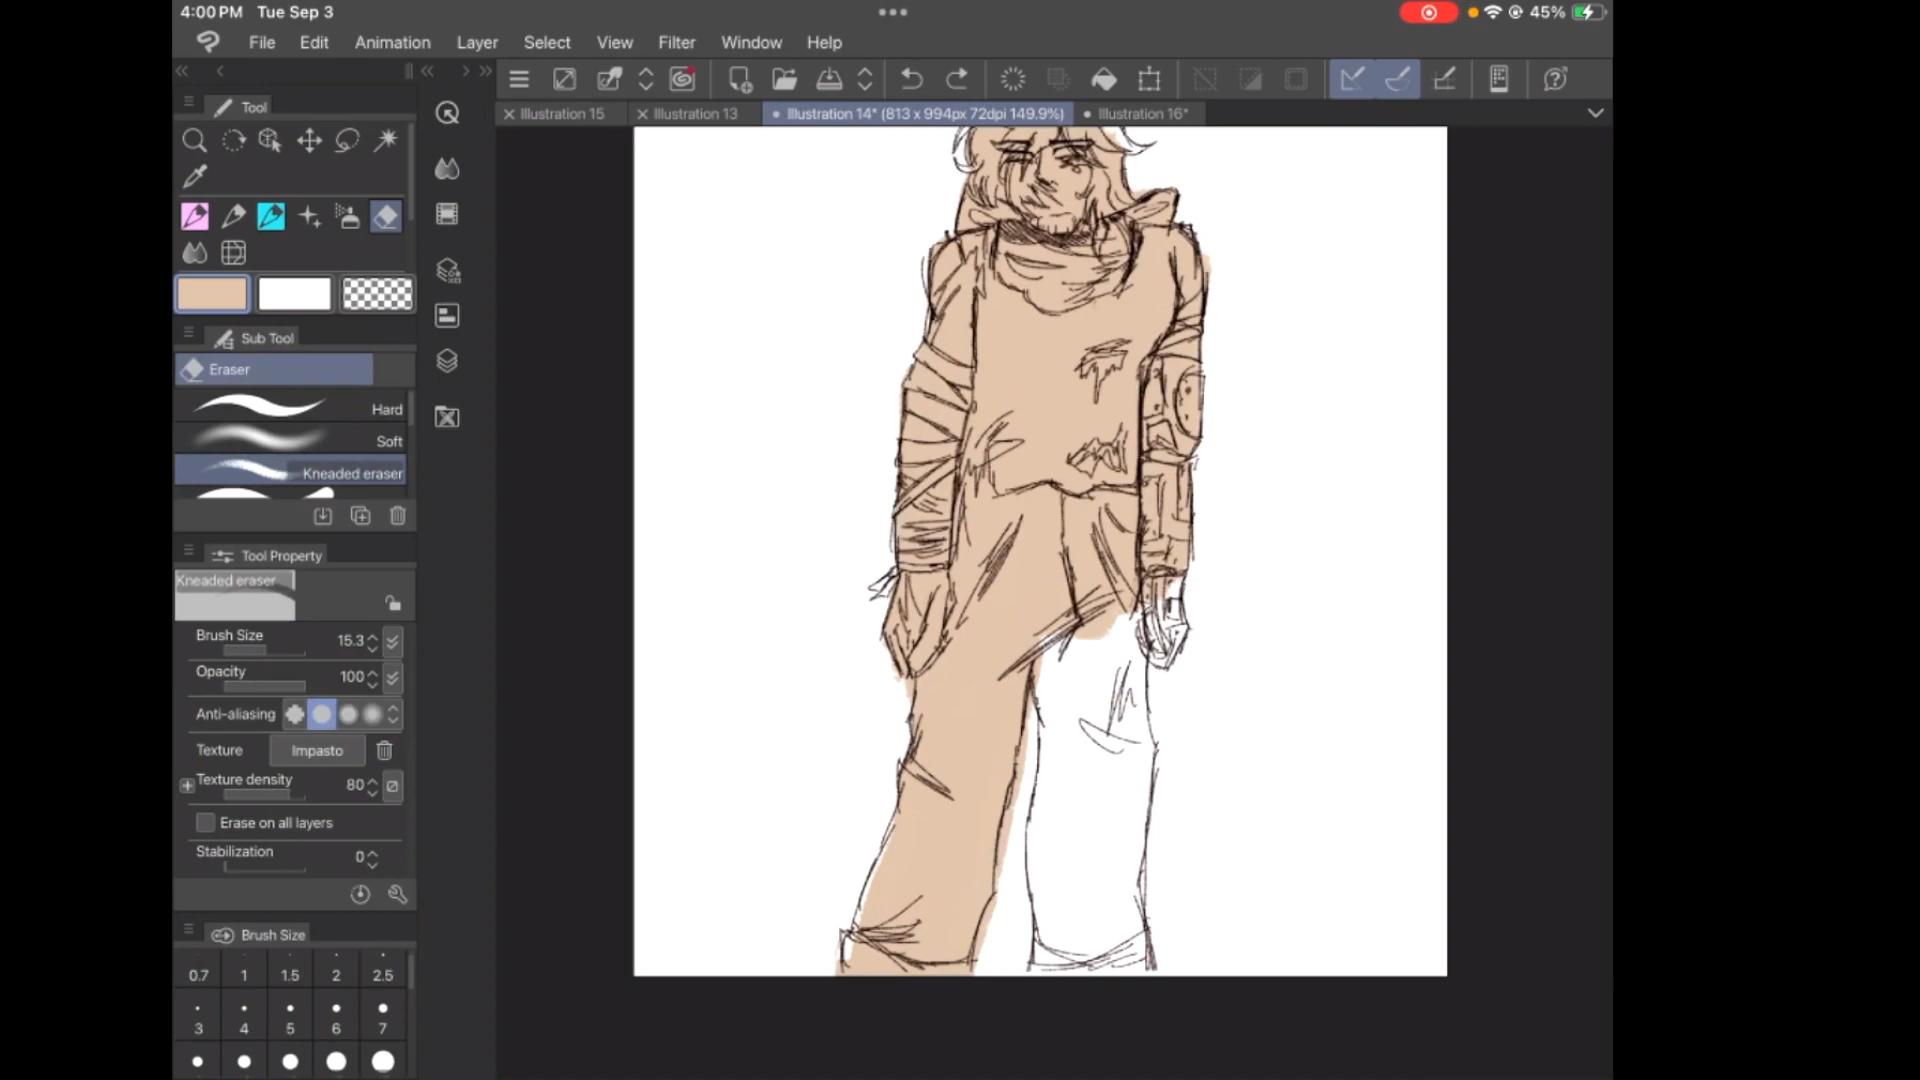 4:00 PM Tue Sep 3
45%
File Edit Animation Layer Select View Filter Window Help
Tool
Illustration 15
Illustration 13
Illustration 14* (813 x 994px 72dpi 149.9%)
Illustration 16*
Sub Tool
Eraser
Hard
Soft
Kneaded eraser
Tool Property
Kneaded eraser
Brush Size 15.3
Opacity 100
Anti-aliasing
Texture Impasto
Texture density 80
Erase on all layers
Stabilization 0
Brush Size
0.7 1 1.5 2 2.5
3 4 5 6 7